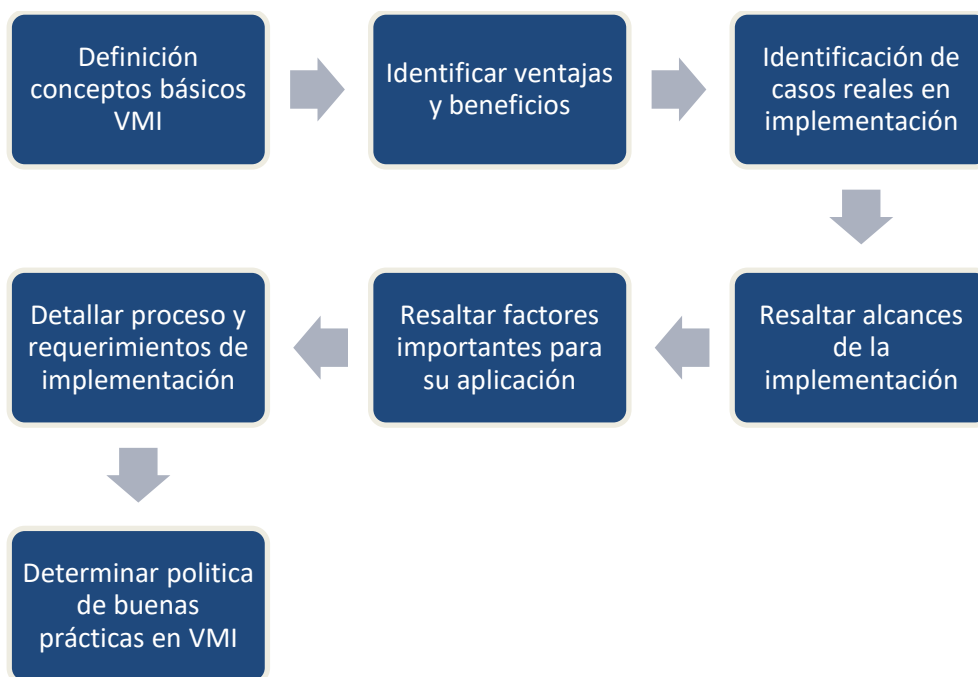 Definición
conceptos básicos
VMI
Identificar ventajas
y beneficios
Identificación de
casos reales en
implementación
Resaltar alcances
de la
implementación
Resaltar factores
importantes para
su aplicación
Detallar proceso y
requerimientos de
implementación
Determinar politica
de buenas
prácticas en VMI